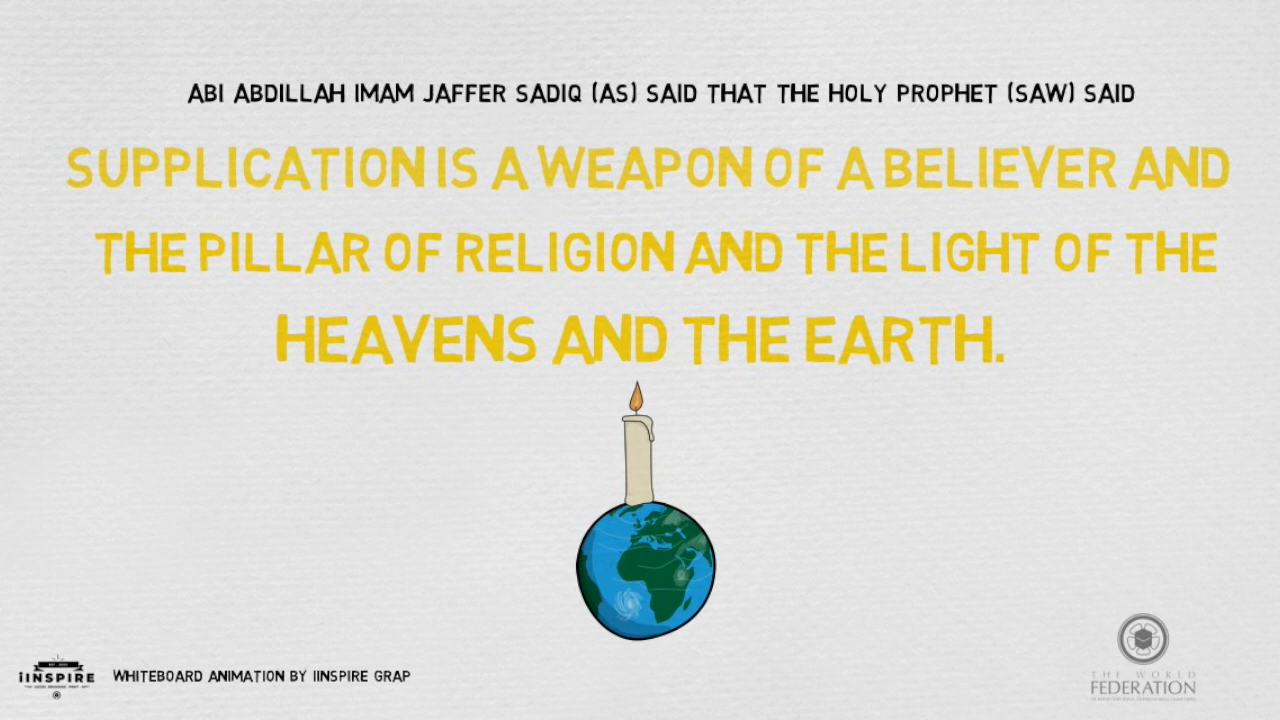 ABI ABDILLAH IMAM JAFFER SADIQ (AS) SAID THAT THE HOLY PROPHET (SAW) SAID
SUPPLICATION IS A WEAPON OF A BELIEVER AND
THE PILLAR OF RELIGION AND THE LIGHT OF THE
HEAVENS AND THE EARTH.
iINSPIRE
WHITEBOARD ANIMATION BY IINSPIRE GRAP
THE WORLD
FEDERATION